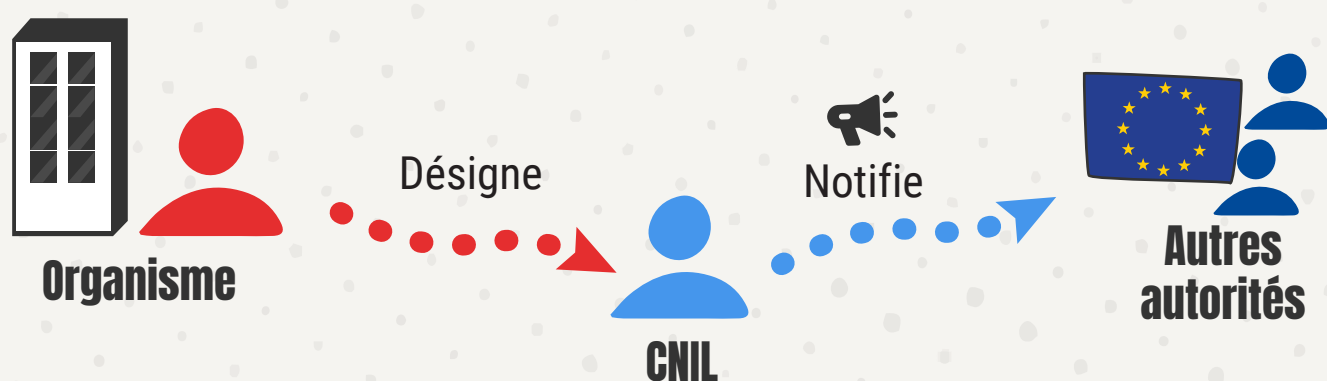 Désigne
Notifie
Organisme
CNIL
Autres
autorités